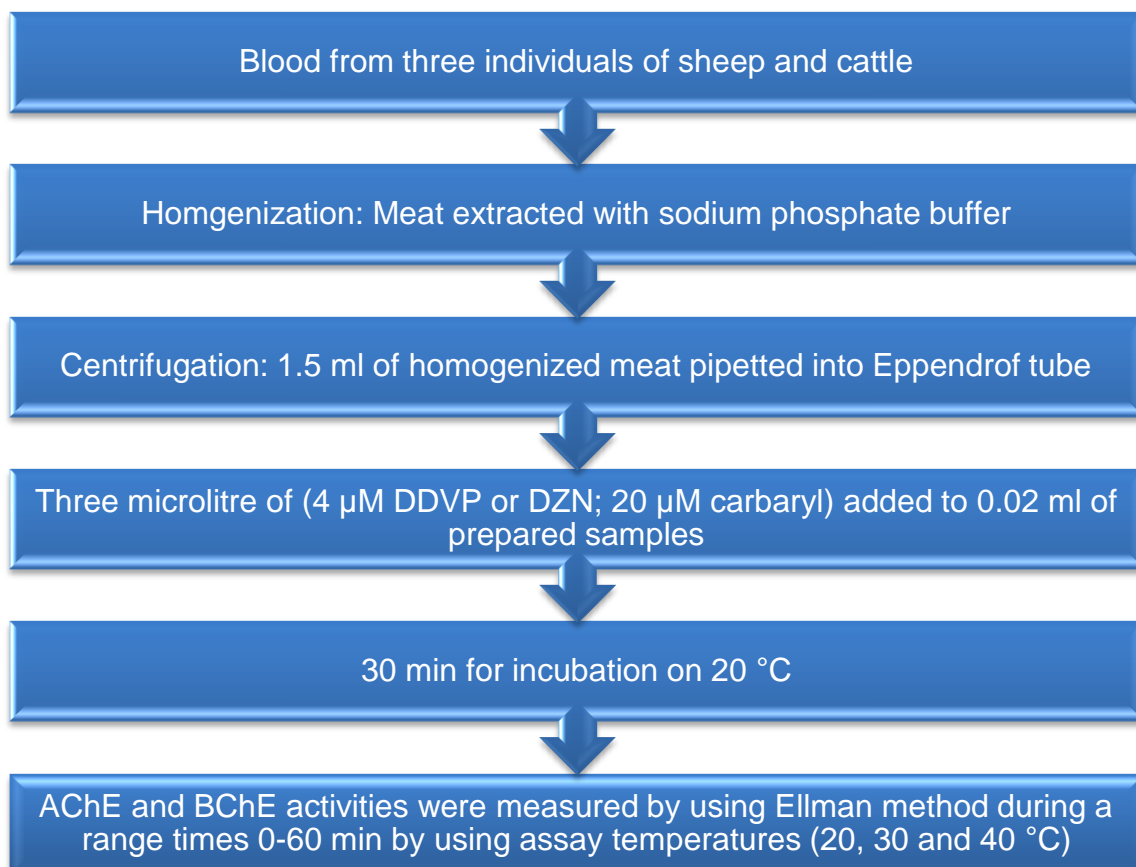 Blood from three individuals of sheep and cattle
Homgenization: Meat extracted with sodium phosphate buffer
Centrifugation: 1.5 ml of homogenized meat pipetted into Eppendrof tube
Three microlitre of (4 µM DDVP or DZN; 20 µM carbaryl) added to 0.02 ml of
prepared samples
30 min for incubation on 20 °C
AChE and BChE activities were measured by using Ellman method during a
range times 0-60 min by using assay temperatures (20, 30 and 40 °C)